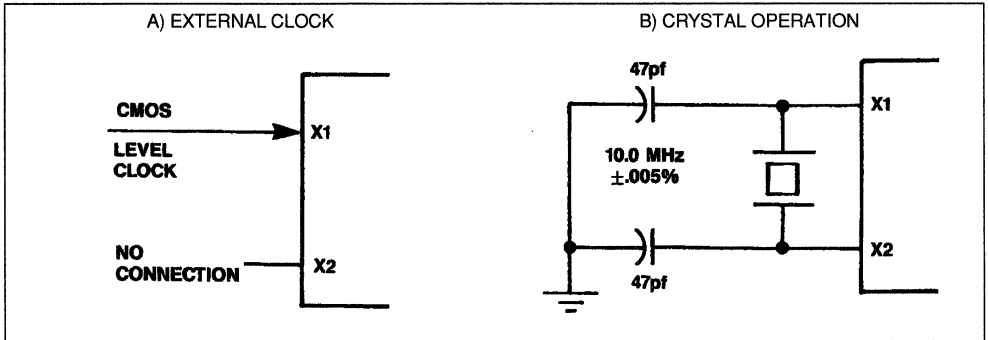 A) EXTERNAL CLOCK
CMOS
LEVEL
CLOCK
X1
NO
CONNECTION
X2
B) CRYSTAL OPERATION
47pf
X1
10.0 MHz
±.005%
X2
47pf